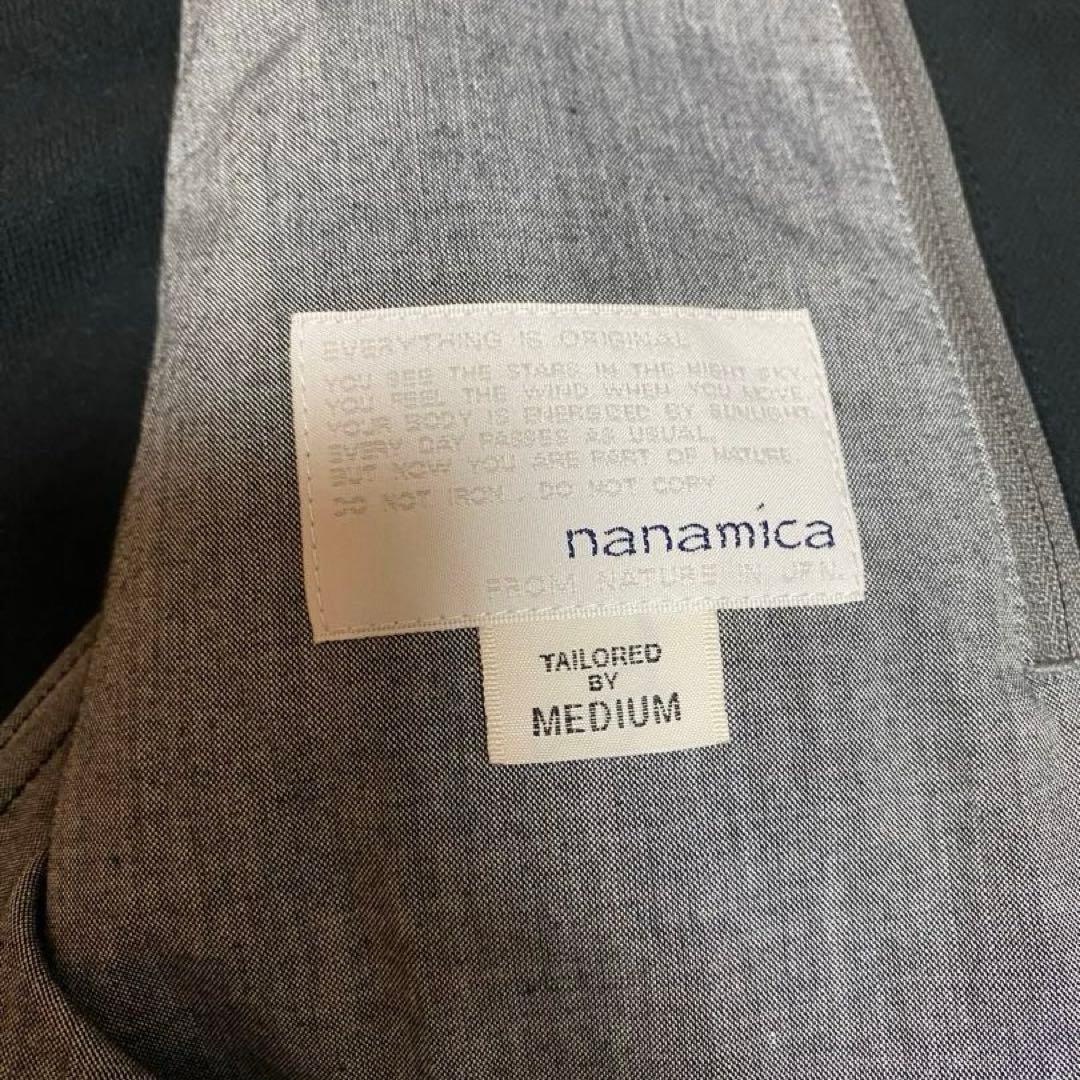 EVERYTHING IS ORIGINAL
YOU SEE THE STARS IN THE NIGHT SKY.
YOU FEEL THE WIND WHEN YOU MOVE.
YOUR BODY IS ENERGIZED BY SUNLIGHT.
EVERY DAY PASSES AS USUAL.
NOW YOU ARE PART OF NATURE.
DO NOT IRON. DO NOT COPY
nanamica
FROM NATURE IN JPN.
TAILORED
BY
MEDIUM